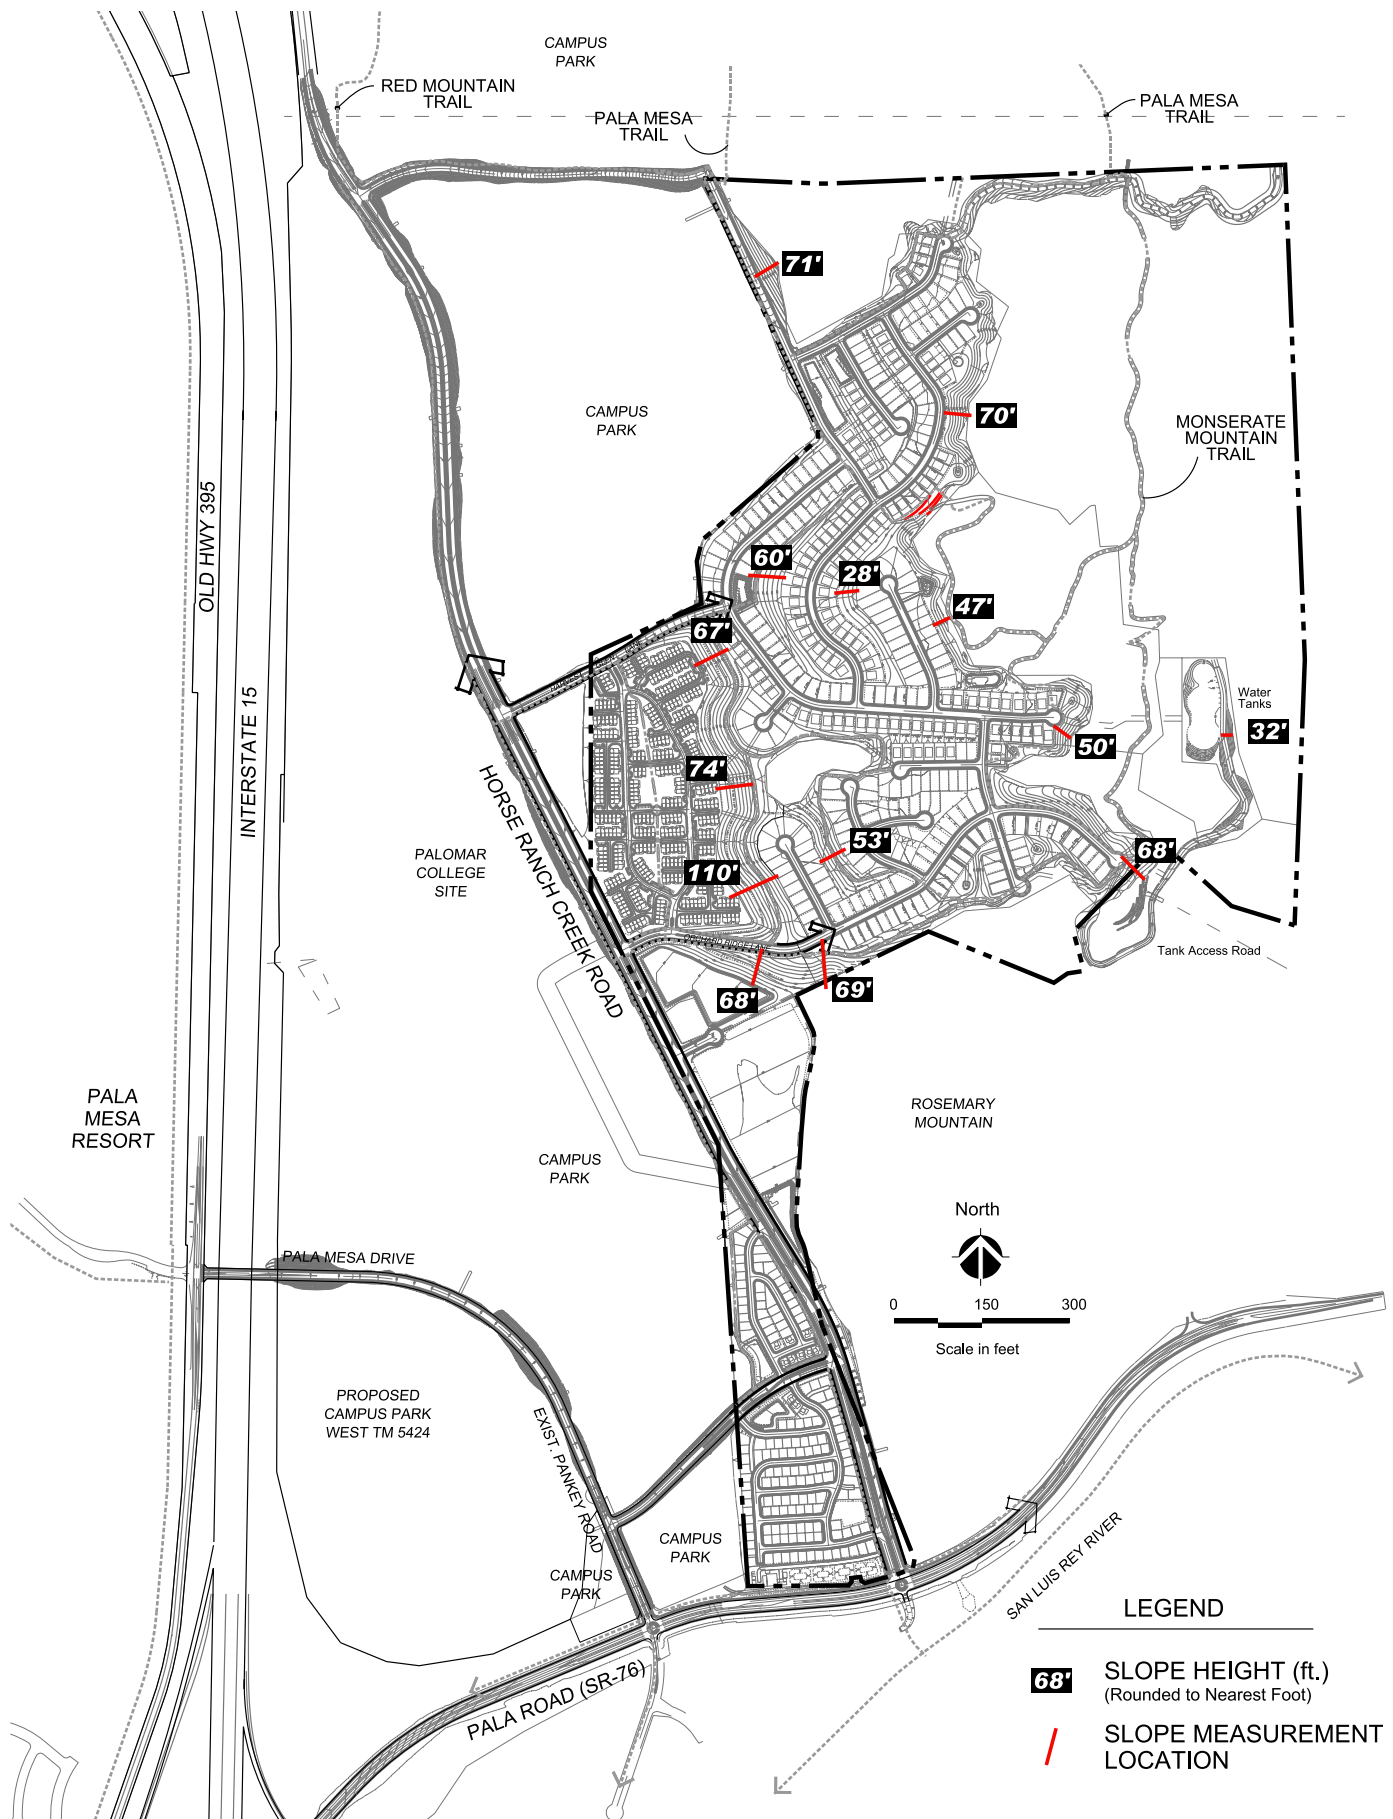 CAMPUS
PARK
RED MOUNTAIN
TRAIL
PALA MESA
TRAIL
PALA MESA
TRAIL
71'
CAMPUS
PARK
70'
MONSERATE
MOUNTAIN
TRAIL
OLD HWY 395
60'
28'
47'
67'
INTERSTATE 15
Water
Tanks
32'
50'
74'
HORSE RANCH CREEK ROAD
PALOMAR
COLLEGE
SITE
53'
68'
110'
Tank Access Road
68'
69'
PALA
MESA
RESORT
ROSEMARY
MOUNTAIN
CAMPUS
PARK
North
PALA MESA DRIVE
0 150 300
Scale in feet
PROPOSED
CAMPUS PARK
WEST TM 5424
EXIST. PANKEY ROAD
CAMPUS
PARK
CAMPUS
PARK
SAN LUIS REY RIVER
PALA ROAD (SR-76)
LEGEND
68'
SLOPE HEIGHT (ft.)
(Rounded to Nearest Foot)
SLOPE MEASUREMENT
LOCATION